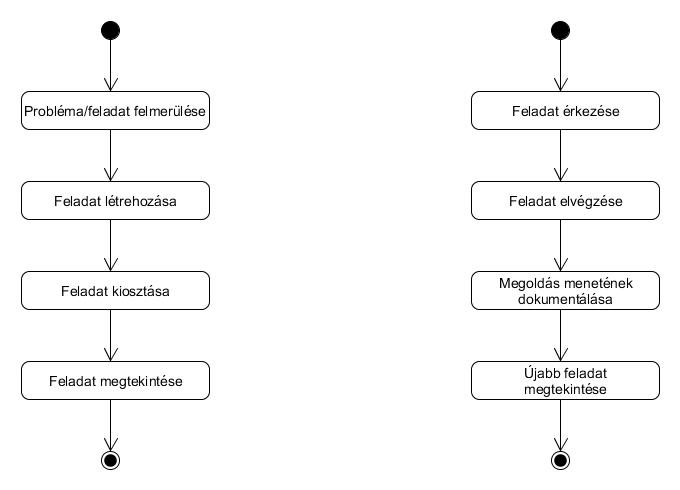 Probléma/feladat felmerülése
Feladat létrehozása
Feladat kiosztása
Feladat megtekintése
Feladat érkezése
Feladat elvégzése
Megoldás menetének
dokumentálása
Újabb feladat
megtekintése